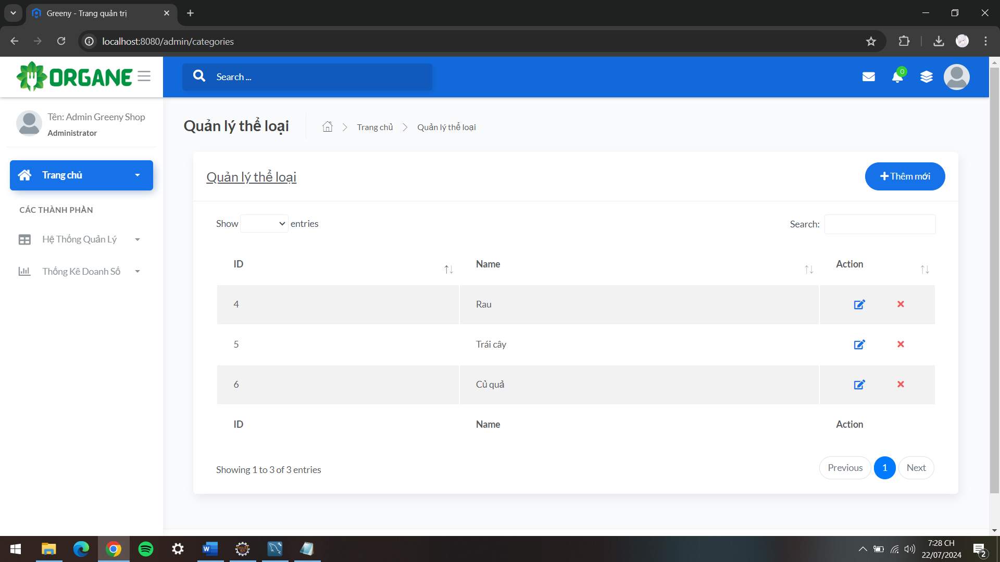 Greeny - Trang quản trị
localhost:8080/admin/categories
ORGANE
Search ...
0
Tên: Admin Greeny Shop
Administrator
Quản lý thể loại
Trang chủ
Quản lý thể loại
Trang chủ
CÁC THÀNH PHẦN
Hệ Thống Quản Lý
Thống Kê Doanh Số
Quản lý thể loại
Thêm mới
Show entries
Search:
ID Name Action
4 Rau
5 Trái cây
6 Củ quả
ID Name Action
Showing 1 to 3 of 3 entries
Previous 1 Next
7:28 CH
22/07/2024
2